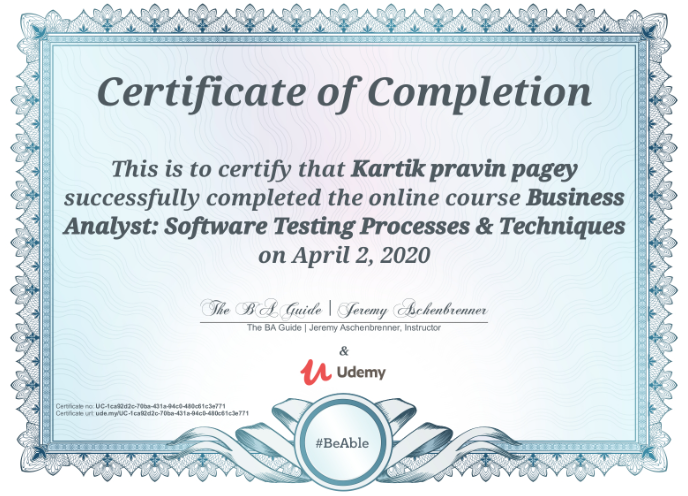 Certificate of Completion
This is to certify that Kartik pravin pagey
successfully completed the online course Business
Analyst: Software Testing Processes & Techniques
on April 2, 2020
The BA Guide | Jeremy Aschenbrenner
The BA Guide | Jeremy Aschenbrenner, Instructor
&
Udemy
Certificate no: UC-1ca92d2c-70ba-431a-94c0-480c61c3e771
Certificate url: ude.my/UC-1ca92d2c-70ba-431a-94c0-480c61c3e771
#BeAble